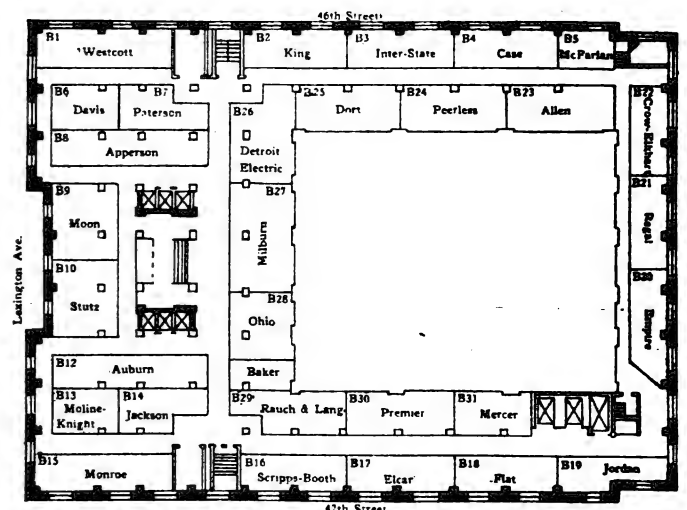 46th Street
B1 Westcott
B2 King
B3 Inter-State
B4 Case
B5 McFarlan
B6 Davis
B7 Paterson
B8 Apperson
B26 Detroit Electric
B25 Dort
B24 Peerless
B23 Allen
B22 Crow-Elkhart
B9 Moon
B27 Milburn
B21 Regal
Lexington Ave.
B10 Stutz
B28 Ohio
B20 Empire
B12 Auburn
Baker
B13 Moline-Knight
B14 Jackson
B29 Rauch & Lang
B30 Premier
B31 Mercer
B15 Monroe
B16 Scripps-Booth
B17 Elcar
B18 Fiat
B19 Jordan
47th Street